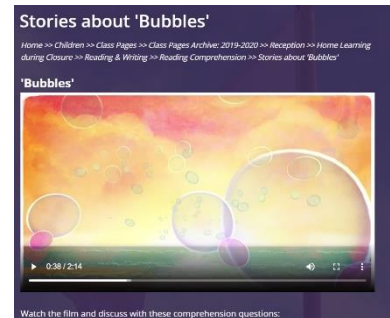 Stories about 'Bubbles'
Home >> Children >> Class Pages >> Class Pages Archive: 2019-2020 >> Reception >> Home Learning
during Closure >> Reading & Writing >> Reading Comprehension >> Stories about 'Bubbles'
'Bubbles'
0:38 / 2:14
Watch the film and discuss with these comprehension questions: